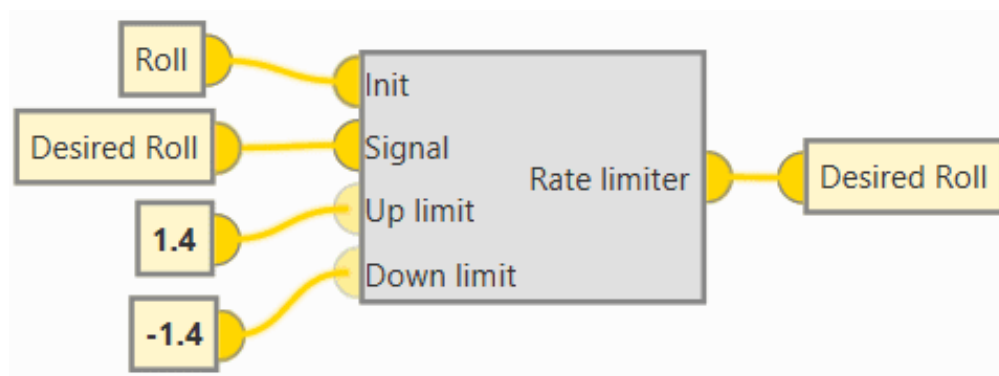 Roll
Init
Desired Roll
Signal
Rate limiter
Desired Roll
1.4
Up limit
Down limit
-1.4